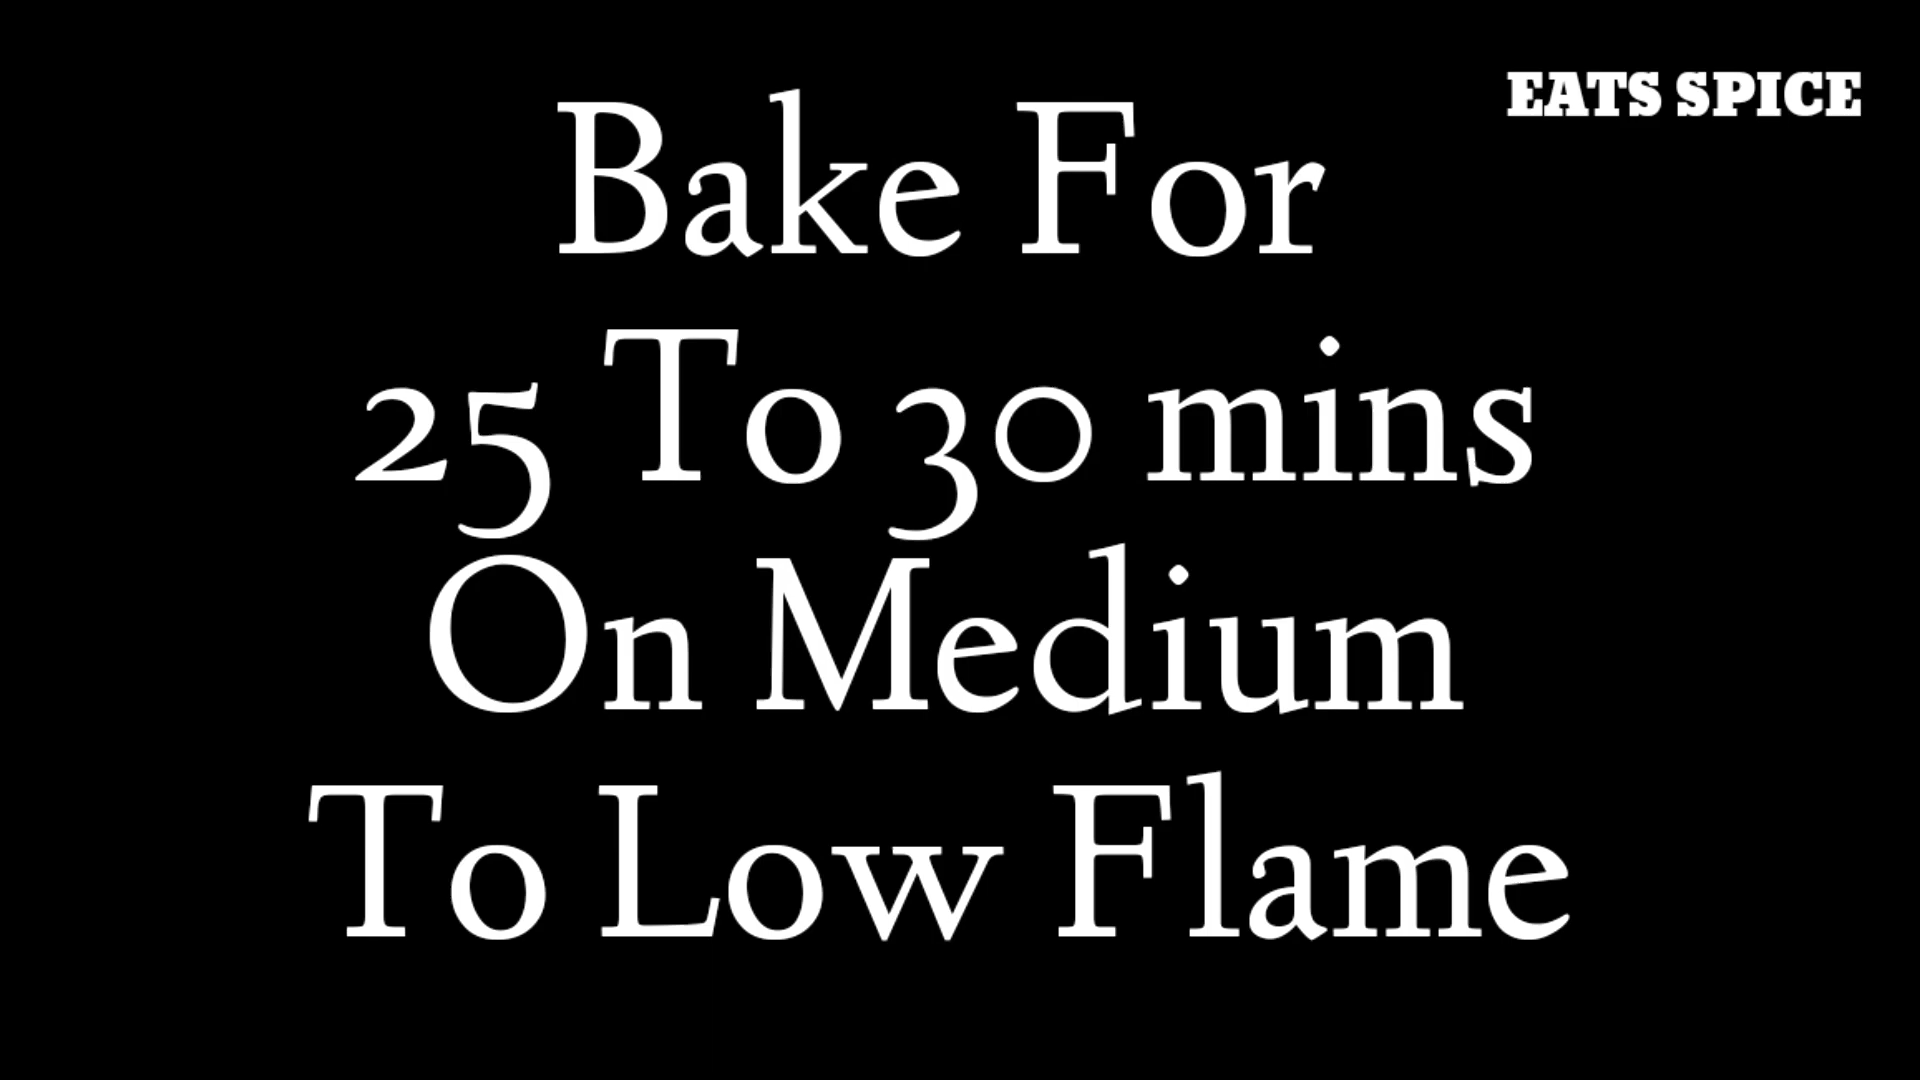 EATS SPICE
Bake For
25 To 30 mins
On Medium
To Low Flame